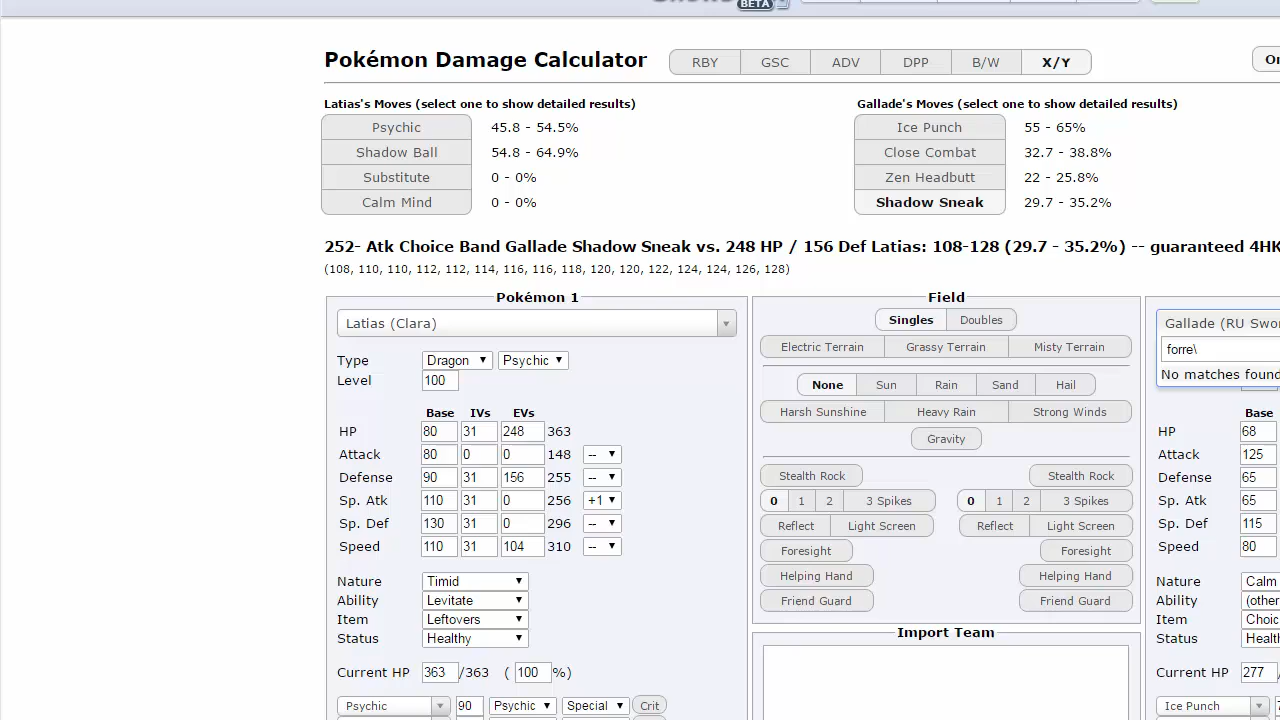 BETA
Pokémon Damage Calculator RBY GSC ADV DPP B/W X/Y
Latias's Moves (select one to show detailed results) Gallade's Moves (select one to show detailed results)
Psychic 45.8 - 54.5% Ice Punch 55 - 65%
Shadow Ball 54.8 - 64.9% Close Combat 32.7 - 38.8%
Substitute 0 - 0% Zen Headbutt 22 - 25.8%
Calm Mind 0 - 0% Shadow Sneak 29.7 - 35.2%
252- Atk Choice Band Gallade Shadow Sneak vs. 248 HP / 156 Def Latias: 108-128 (29.7 - 35.2%) -- guaranteed 4HK
(108, 110, 110, 112, 112, 114, 116, 116, 118, 120, 120, 122, 124, 124, 126, 128)
Pokémon 1
Latias (Clara)
Type Dragon Psychic
Level 100
Base IVs EVs
HP 80 31 248 363
Attack 80 0 0 148 --
Defense 90 31 156 255 --
Sp. Atk 110 31 0 256 +1
Sp. Def 130 31 0 296 --
Speed 110 31 104 310 --
Nature Timid
Ability Levitate
Item Leftovers
Status Healthy
Current HP 363 /363 ( 100 %)
Psychic 90 Psychic Special Crit
Field
Singles Doubles
Electric Terrain Grassy Terrain Misty Terrain
None Sun Rain Sand Hail
Harsh Sunshine Heavy Rain Strong Winds
Gravity
Stealth Rock Stealth Rock
0 1 2 3 Spikes 0 1 2 3 Spikes
Reflect Light Screen Reflect Light Screen
Foresight Foresight
Helping Hand Helping Hand
Friend Guard Friend Guard
Import Team
Gallade (RU Swo
forre\
No matches found
Base
HP 68
Attack 125
Defense 65
Sp. Atk 65
Sp. Def 115
Speed 80
Nature Calm
Ability (other
Item Choic
Status Healt
Current HP 277
Ice Punch